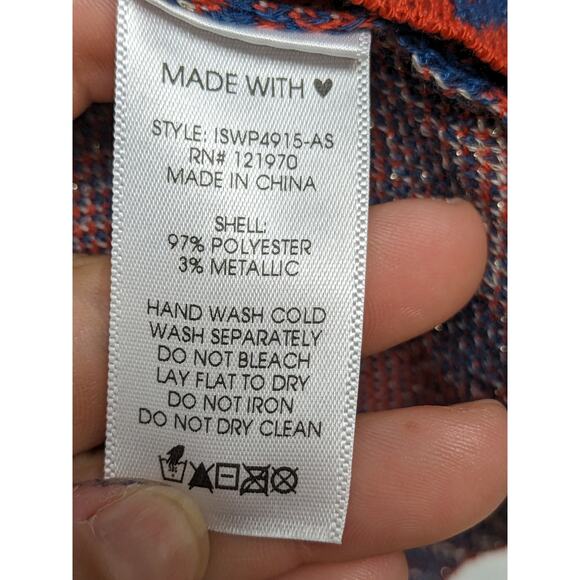 MADE WITH ♥
STYLE: ISWP4915-AS
RN# 121970
MADE IN CHINA
SHELL:
97% POLYESTER
3% METALLIC
HAND WASH COLD
WASH SEPARATELY
DO NOT BLEACH
LAY FLAT TO DRY
DO NOT IRON
DO NOT DRY CLEAN